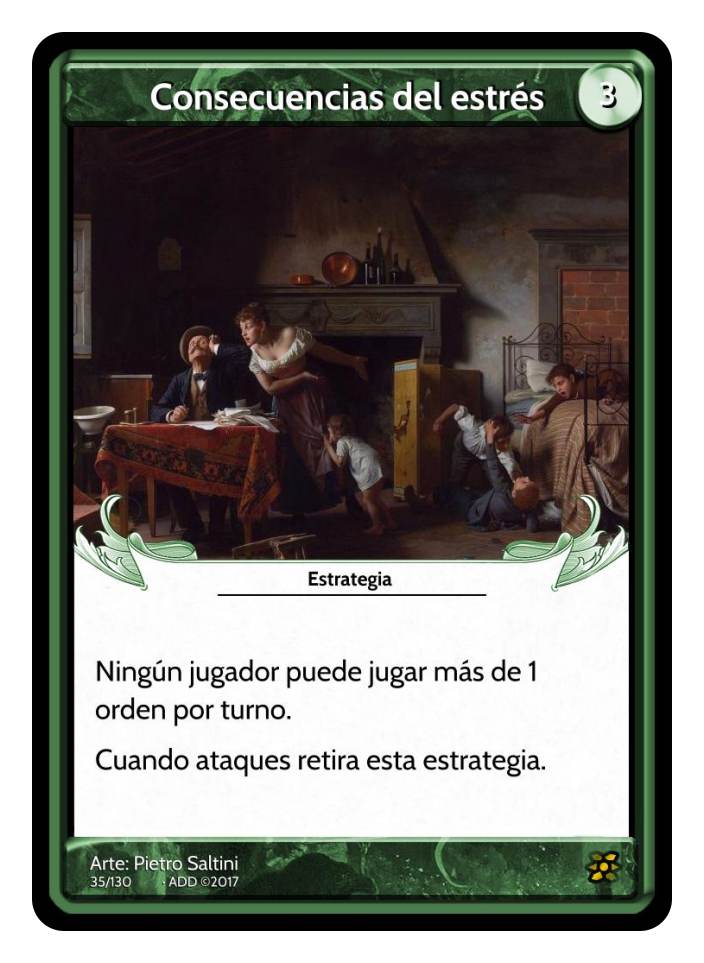 Consecuencias del estrés
3
Estrategia
Ningún jugador puede jugar más de 1
orden por turno.
Cuando ataques retira esta estrategia.
Arte: Pietro Saltini
35/130 · ADD ©2017